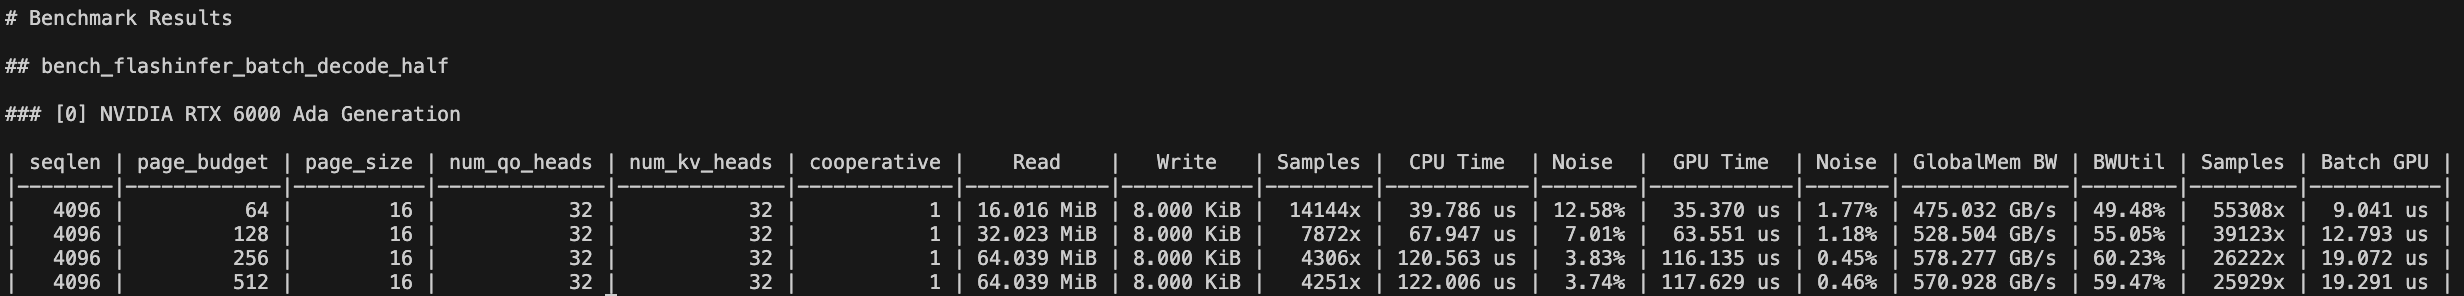 # Benchmark Results
## bench_flashinfer_batch_decode_half
### [0] NVIDIA RTX 6000 Ada Generation
| seqlen | page_budget | page_size | num_qo_heads | num_kv_heads | cooperative | Read | Write | Samples | CPU Time | Noise | GPU Time | Noise | GlobalMem BW | BWUtil | Samples | Batch GPU |
|--------|-------------|-----------|--------------|--------------|-------------|------------|-----------|---------|------------|--------|------------|-------|--------------|--------|---------|-----------|
| 4096 | 64 | 16 | 32 | 32 | 1 | 16.016 MiB | 8.000 KiB | 14144x | 39.786 us | 12.58% | 35.370 us | 1.77% | 475.032 GB/s | 49.48% | 55308x | 9.041 us |
| 4096 | 128 | 16 | 32 | 32 | 1 | 32.023 MiB | 8.000 KiB | 7872x | 67.947 us | 7.01% | 63.551 us | 1.18% | 528.504 GB/s | 55.05% | 39123x | 12.793 us |
| 4096 | 256 | 16 | 32 | 32 | 1 | 64.039 MiB | 8.000 KiB | 4306x | 120.563 us | 3.83% | 116.135 us | 0.45% | 578.277 GB/s | 60.23% | 26222x | 19.072 us |
| 4096 | 512 | 16 | 32 | 32 | 1 | 64.039 MiB | 8.000 KiB | 4251x | 122.006 us | 3.74% | 117.629 us | 0.46% | 570.928 GB/s | 59.47% | 25929x | 19.291 us |